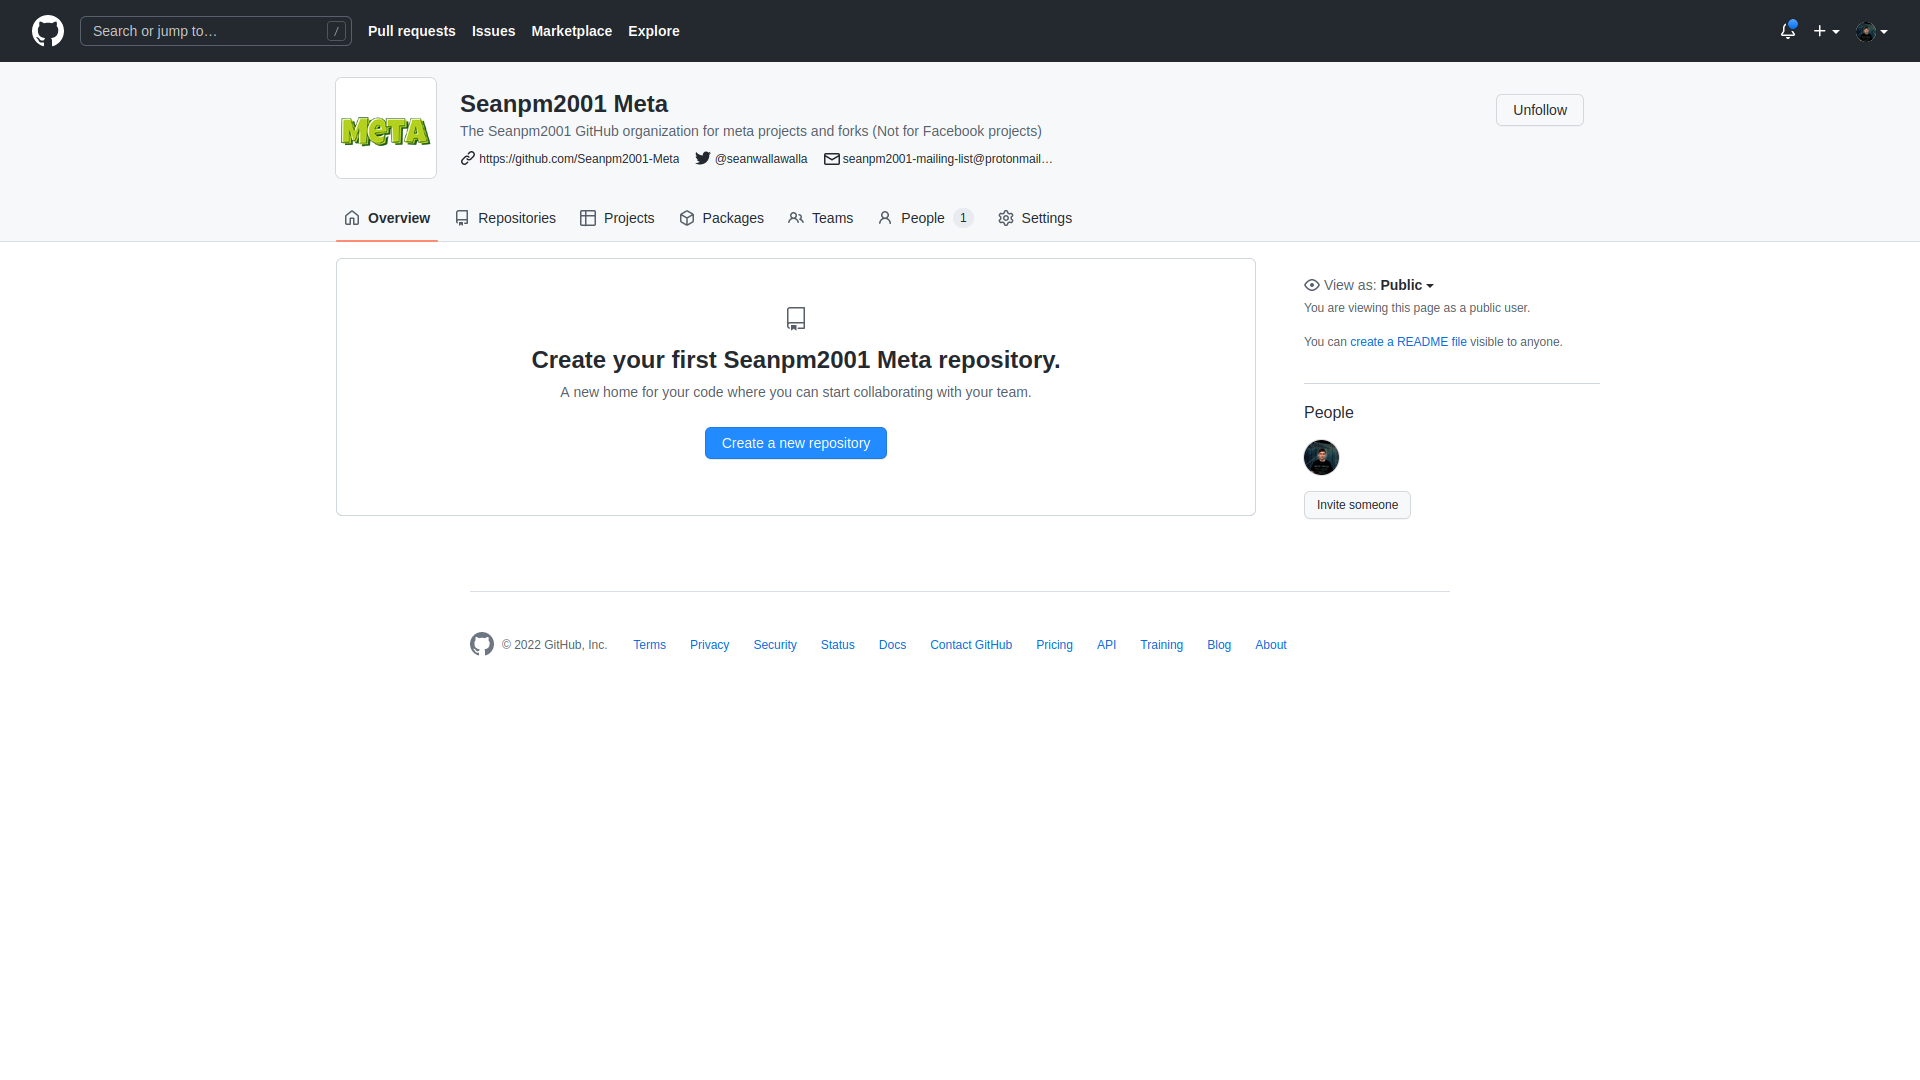 Search or jump to…
/
Pull requests
Issues
Marketplace
Explore
META
Seanpm2001 Meta
The Seanpm2001 GitHub organization for meta projects and forks (Not for Facebook projects)
https://github.com/Seanpm2001-Meta
@seanwallawalla
seanpm2001-mailing-list@protonmail…
Unfollow
Overview
Repositories
Projects
Packages
Teams
People 1
Settings
Create your first Seanpm2001 Meta repository.
A new home for your code where you can start collaborating with your team.
Create a new repository
View as: Public
You are viewing this page as a public user.
You can create a README file visible to anyone.
People
Invite someone
© 2022 GitHub, Inc.
Terms
Privacy
Security
Status
Docs
Contact GitHub
Pricing
API
Training
Blog
About